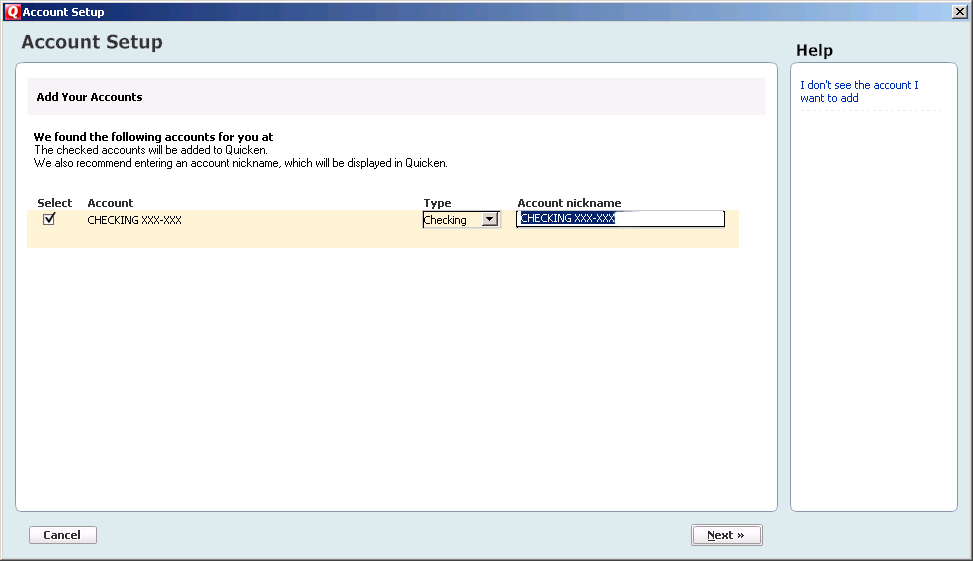 Q Account Setup
Account Setup
Add Your Accounts
We found the following accounts for you at
The checked accounts will be added to Quicken.
We also recommend entering an account nickname, which will be displayed in Quicken.
Select Account Type Account nickname
CHECKING XXX-XXX Checking CHECKING XXX-XXX
Cancel
Next »
Help
I don't see the account I
want to add